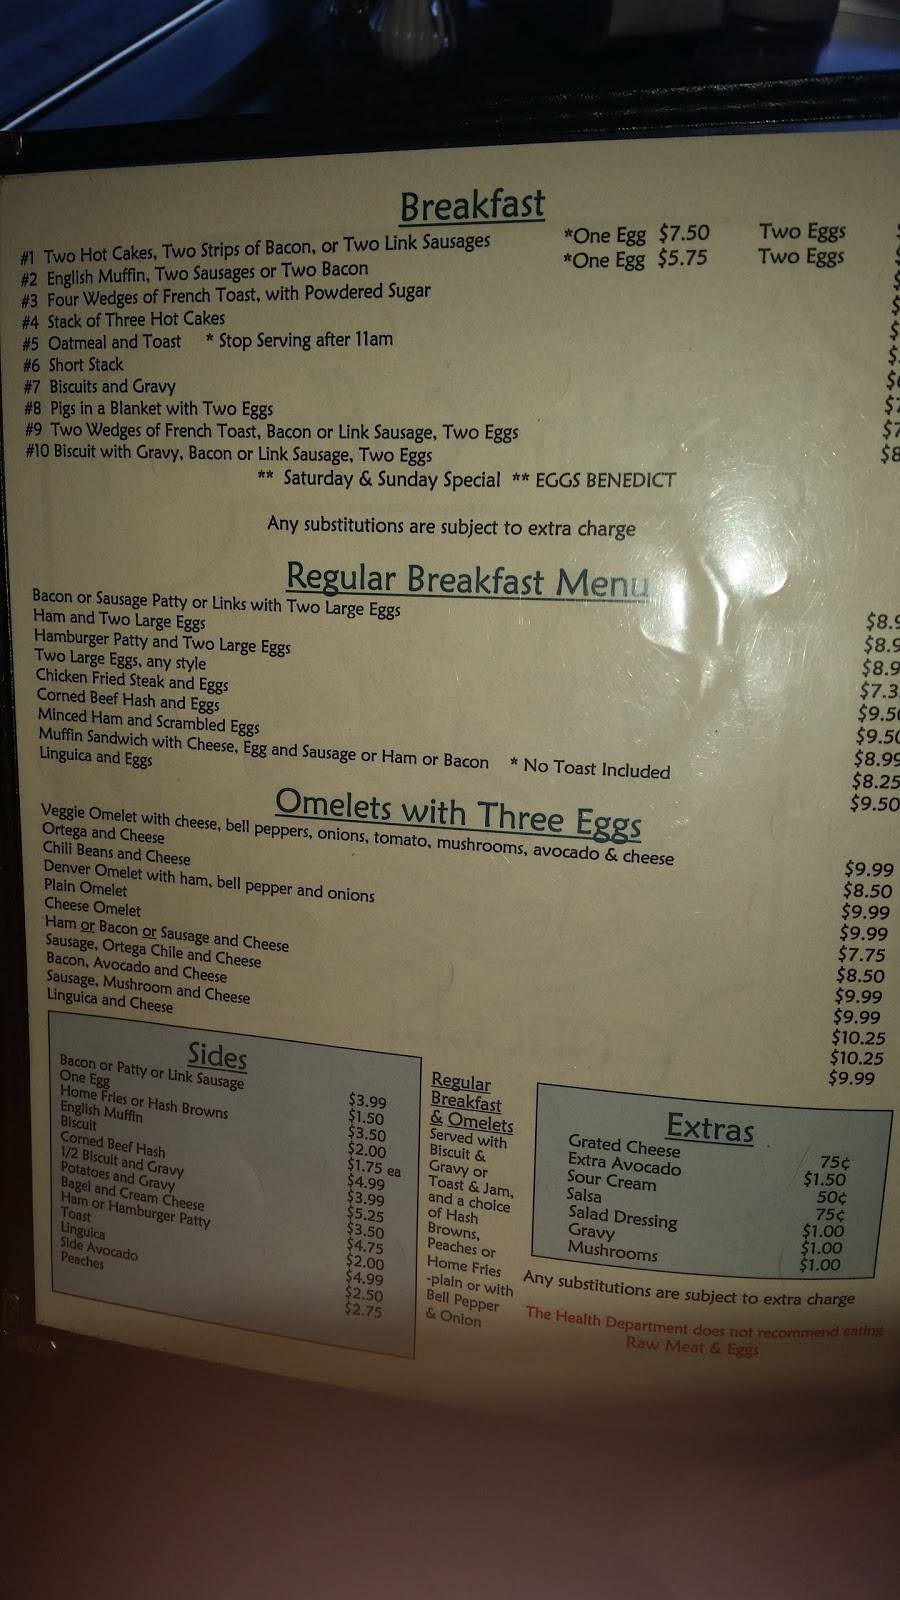 Breakfast
#1 Two Hot Cakes, Two Strips of Bacon, or Two Link Sausages *One Egg $7.50 Two Eggs
#2 English Muffin, Two Sausages or Two Bacon *One Egg $5.75 Two Eggs
#3 Four Wedges of French Toast, with Powdered Sugar
#4 Stack of Three Hot Cakes
#5 Oatmeal and Toast * Stop Serving after 11am
#6 Short Stack
#7 Biscuits and Gravy
#8 Pigs in a Blanket with Two Eggs
#9 Two Wedges of French Toast, Bacon or Link Sausage, Two Eggs
#10 Biscuit with Gravy, Bacon or Link Sausage, Two Eggs
** Saturday & Sunday Special ** EGGS BENEDICT
Any substitutions are subject to extra charge
Regular Breakfast Menu
Bacon or Sausage Patty or Links with Two Large Eggs $8.9
Ham and Two Large Eggs $8.9
Hamburger Patty and Two Large Eggs $8.9
Two Large Eggs, any style $7.3
Chicken Fried Steak and Eggs $9.50
Corned Beef Hash and Eggs $9.50
Minced Ham and Scrambled Eggs $8.99
Muffin Sandwich with Cheese, Egg and Sausage or Ham or Bacon * No Toast Included $8.25
Linguica and Eggs $9.50
Omelets with Three Eggs
Veggie Omelet with cheese, bell peppers, onions, tomato, mushrooms, avocado & cheese $9.99
Ortega and Cheese $8.50
Chili Beans and Cheese $9.99
Denver Omelet with ham, bell pepper and onions $9.99
Plain Omelet $7.75
Cheese Omelet $8.50
Ham or Bacon or Sausage and Cheese $9.99
Sausage, Ortega Chile and Cheese $9.99
Bacon, Avocado and Cheese $10.25
Sausage, Mushroom and Cheese $10.25
Linguica and Cheese $9.99
Sides
Bacon or Patty or Link Sausage $3.99
One Egg $1.50
Home Fries or Hash Browns $3.50
English Muffin $2.00
Biscuit $1.75 ea
Corned Beef Hash $4.99
1/2 Biscuit and Gravy $3.99
Potatoes and Gravy $5.25
Bagel and Cream Cheese $3.50
Ham or Hamburger Patty $4.75
Toast $2.00
Linguica $4.99
Side Avocado $2.50
Peaches $2.75
Regular
Breakfast
& Omelets
Served with
Biscuit &
Gravy or
Toast & Jam,
and a choice
of Hash
Browns,
Peaches or
Home Fries
-plain or with
Bell Pepper
& Onion
Extras
Grated Cheese 75¢
Extra Avocado $1.50
Sour Cream 50¢
Salsa 75¢
Salad Dressing $1.00
Gravy $1.00
Mushrooms $1.00
Any substitutions are subject to extra charge
The Health Department does not recommend eating
Raw Meat & Eggs